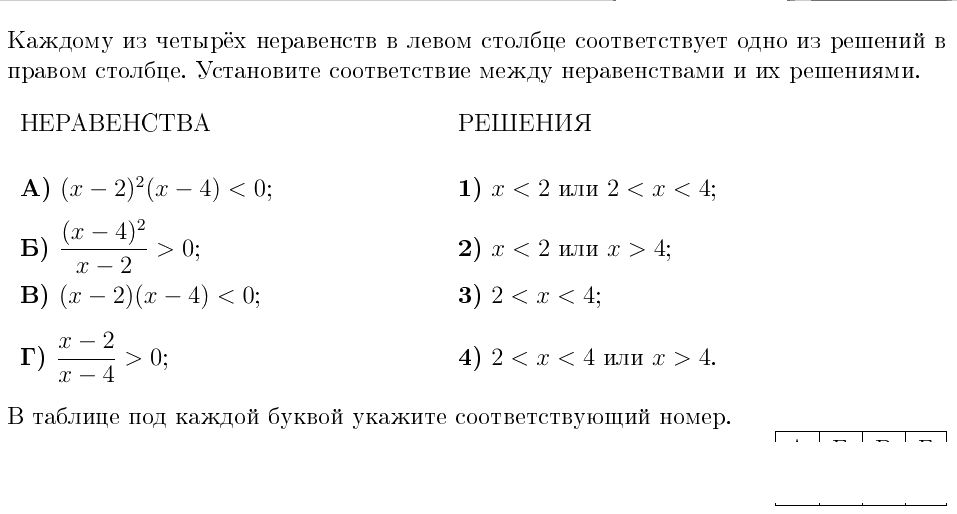 Каждому из четырёх неравенств в левом столбце соответствует одно из решений в
правом столбце. Установите соответствие между неравенствами и их решениями.
НЕРАВЕНСТВА РЕШЕНИЯ
А) (x − 2)²(x − 4) < 0; 1) x < 2 или 2 < x < 4;
Б) (x − 4)² / (x − 2) > 0; 2) x < 2 или x > 4;
В) (x − 2)(x − 4) < 0; 3) 2 < x < 4;
Г) (x − 2) / (x − 4) > 0; 4) 2 < x < 4 или x > 4.
В таблице под каждой буквой укажите соответствующий номер.